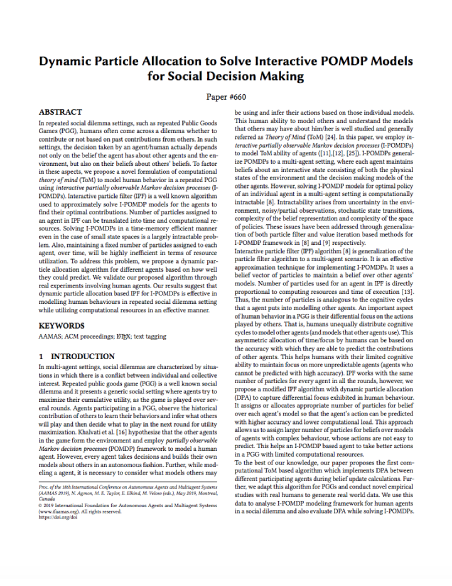 Dynamic Particle Allocation to Solve Interactive POMDP Models
for Social Decision Making
Paper #660
ABSTRACT
In repeated social dilemma settings, such as repeated Public Goods
Games (PGG), humans often come across a dilemma whether to
contribute or not based on past contributions from others. In such
settings, the decision taken by an agent/human actually depends
not only on the belief the agent has about other agents and the en-
vironment, but also on their beliefs about others' beliefs. To factor
in these aspects, we propose a novel formulation of computational
theory of mind (ToM) to model human behavior in a repeated PGG
using interactive partially observable Markov decision processes (I-
POMDPs). Interactive particle filter (IPF) is a well known algorithm
used to approximately solve I-POMDP models for the agents to
find their optimal contributions. Number of particles assigned to
an agent in IPF can be translated into time and computational re-
sources. Solving I-POMDPs in a time-memory efficient manner
even in the case of small state spaces is a largely intractable prob-
lem. Also, maintaining a fixed number of particles assigned to each
agent, over time, will be highly inefficient in terms of resource
utilization. To address this problem, we propose a dynamic par-
ticle allocation algorithm for different agents based on how well
they could predict. We validate our proposed algorithm through
real experiments involving human agents. Our results suggest that
dynamic particle allocation based IPF for I-POMDPs is effective in
modelling human behaviours in repeated social dilemma setting
while utilizing computational resources in an effective manner.
KEYWORDS
AAMAS; ACM proceedings; LATEX; text tagging
1 INTRODUCTION
In multi-agent settings, social dilemmas are characterized by situa-
tions in which there is a conflict between individual and collective
interest. Repeated public goods game (PGG) is a well known social
dilemma and it presents a generic social setting where agents try to
maximise their cumulative utility, as the game is played over sev-
eral rounds. Agents participating in PGG, observe the historical
contribution of others to learn their behaviors and infer what others
will play and then decide what to play in the next round for utility
maximization. Khalvati et al. [16] hypothesize that the other agents
in the game form the environment and employ partially observable
Markov decision processes (POMDP) framework to model a human
agent. However, every agent takes decisions and builds their own
models about others in an autonomous fashion. Further, while mod-
eling a agent, it is necessary to consider what models others may
Proc. of the 18th International Conference on Autonomous Agents and Multiagent Systems
(AAMAS 2019), N. Agmon, M. E. Taylor, E. Elkind, M. Veloso (eds.), May 2019, Montreal,
Canada
© 2019 International Foundation for Autonomous Agents and Multiagent Systems
(www.ifaamas.org). All rights reserved.
https://doi.org/doi
be using and infer their actions based on those individual models.
This human ability to model others and understand the models
that others may have about him/her is well studied and generally
referred as Theory of Mind (ToM) [24]. In this paper, we employ in-
teractive partially observable Markov decision processes (I-POMDPs)
to model ToM ability of agents ([11],[12], [25]). I-POMDPs general-
ize POMDPs to a multi-agent setting, where each agent maintains
beliefs about an interactive state consisting of both the physical
states of the environment and the decision making models of the
other agents. However, solving I-POMDP models for optimal policy
of an individual agent in a multi-agent setting is computationally
intractable [8]. Intractability arises from uncertainty in the envi-
ronment, noisy/partial observations, stochastic state transitions,
complexity of the belief representation and complexity of the space
of policies. These issues have been addressed through generaliza-
tion of both particle filter and value iteration based methods for
I-POMDP framework in [8] and [9] respectively.
Interactive particle filter (IPF) algorithm [8] is generalization of the
particle filter algorithm to a multi-agent scenario. It is an effective
approximation technique for implementing I-POMDPs. It uses a
belief vector of particles to maintain a belief over other agents'
models. Number of particles used for an agent in IPF is directly
proportional to computing resources and time of execution [13].
Thus, the number of particles is analogous to the cognitive cycles
that a agent puts into modelling other agents. An important aspect
of human behavior in a PGG is their differential focus on the actions
played by others. That is, humans unequally distribute cognitive
cycles to model other agents (and models that other agents use). This
asymmetric allocation of time/focus by humans can be based on
the accuracy with which they are able to predict the contributions
of other agents. This helps humans with their limited cognitive
ability to maintain focus on more unpredictable agents (agents who
cannot be predicted with high accuracy). IPF works with the same
number of particles for every agent in all the rounds, however, we
propose a modified IPF algorithm with dynamic particle allocation
(DPA) to capture differential focus exhibited in human behaviour.
It assigns or allocates appropriate number of particles for belief
over each agent's model so that the agent's action can be predicted
with higher accuracy and lower computational load. This approach
allows us to assign larger number of particles for beliefs over models
of agents with complex behaviour, whose actions are not easy to
predict. This helps an I-POMDP based agent to take better actions
in a PGG with limited computational resources.
To the best of our knowledge, our paper proposes the first com-
putational ToM based algorithm which implements DPA between
different participating agents during belief update calculations. Fur-
ther, we adapt this algorithm for PGGs and conduct novel empirical
studies with real humans to generate real world data. We use this
data to analyse I-POMDP modeling framework for human agents
in a social dilemma and also evaluate DPA while solving I-POMDPs.